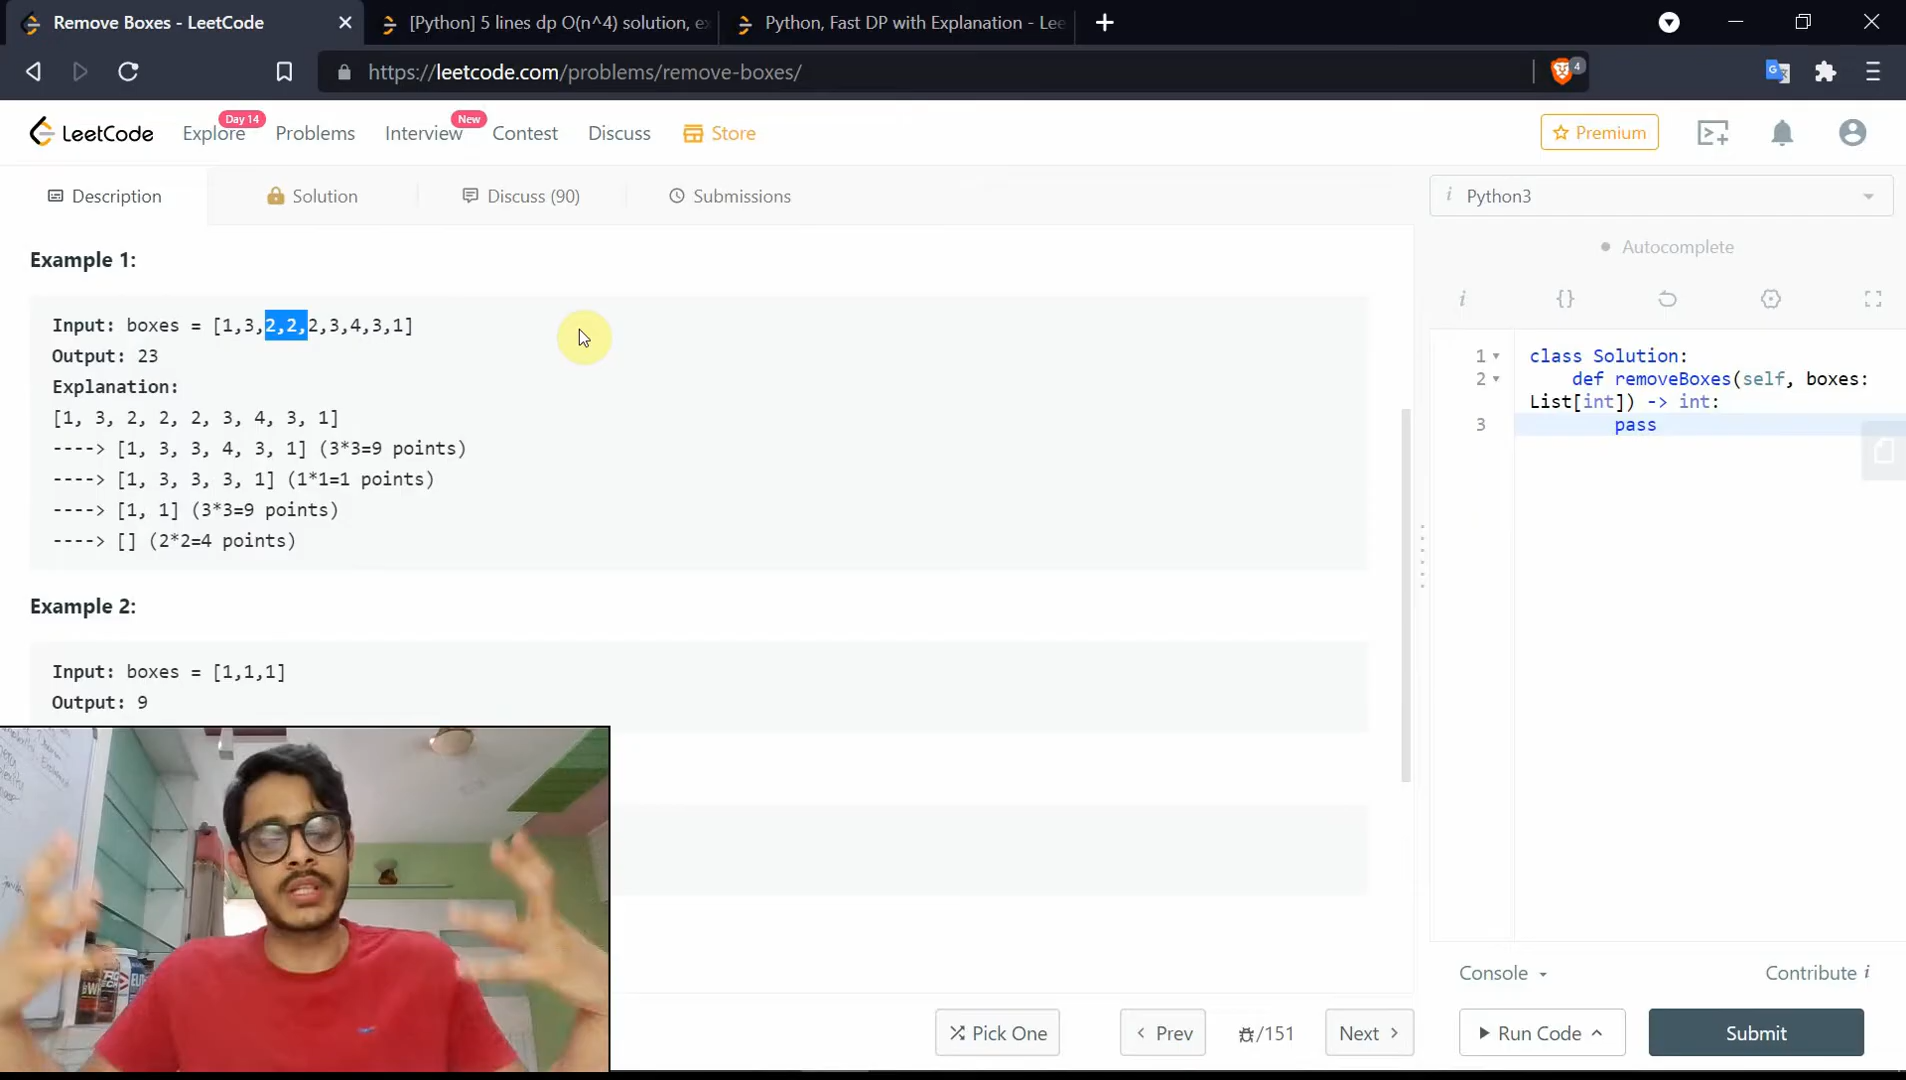 Remove Boxes - LeetCode
[Python] 5 lines dp O(n^4) solution, ex
Python, Fast DP with Explanation - Lee
https://leetcode.com/problems/remove-boxes/
4
LeetCode
Explore
Day 14
Problems
Interview
New
Contest
Discuss
Store
Premium
Description
Solution
Discuss (90)
Submissions
i Python3
Autocomplete
Example 1:
Input: boxes = [1,3,2,2,2,3,4,3,1]
Output: 23
Explanation:
[1, 3, 2, 2, 2, 3, 4, 3, 1]
----> [1, 3, 3, 4, 3, 1] (3*3=9 points)
----> [1, 3, 3, 3, 1] (1*1=1 points)
----> [1, 1] (3*3=9 points)
----> [] (2*2=4 points)
Example 2:
Input: boxes = [1,1,1]
Output: 9
i {}
1 class Solution:
2 def removeBoxes(self, boxes:
List[int]) -> int:
3 pass
Console
Contribute i
Pick One
Prev
/151
Next
Run Code
Submit